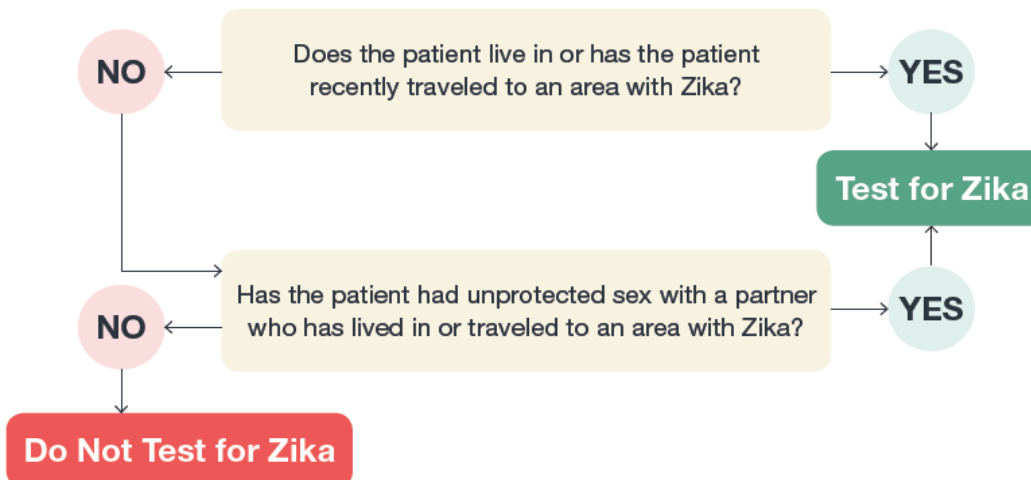 Does the patient live in or has the patient
recently traveled to an area with Zika?
NO
YES
Test for Zika
Has the patient had unprotected sex with a partner
who has lived in or traveled to an area with Zika?
NO
YES
Do Not Test for Zika